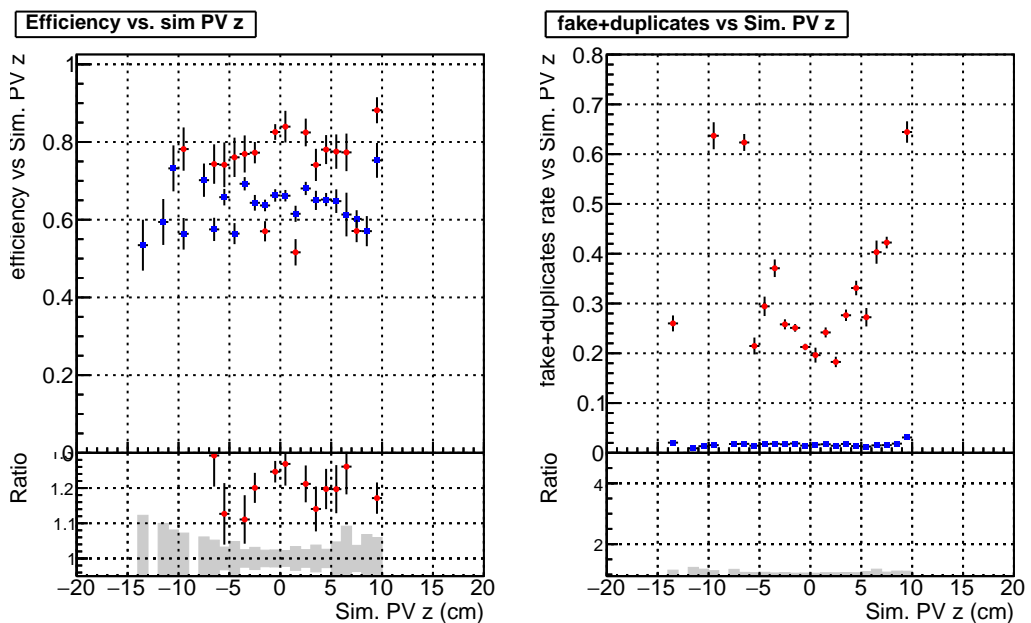 Efficiency vs. sim PV z
efficiency vs Sim. PV z
1
0.8
0.6
0.4
0.2
0
Ratio
1.2
1.1
1
−20 −15 −10 −5 0 5 10 15 20
Sim. PV z (cm)
fake+duplicates vs Sim. PV z
fake+duplicates rate vs Sim. PV z
0.8
0.7
0.6
0.5
0.4
0.3
0.2
0.1
0
Ratio
4
2
−20 −15 −10 −5 0 5 10 15 20
Sim. PV z (cm)